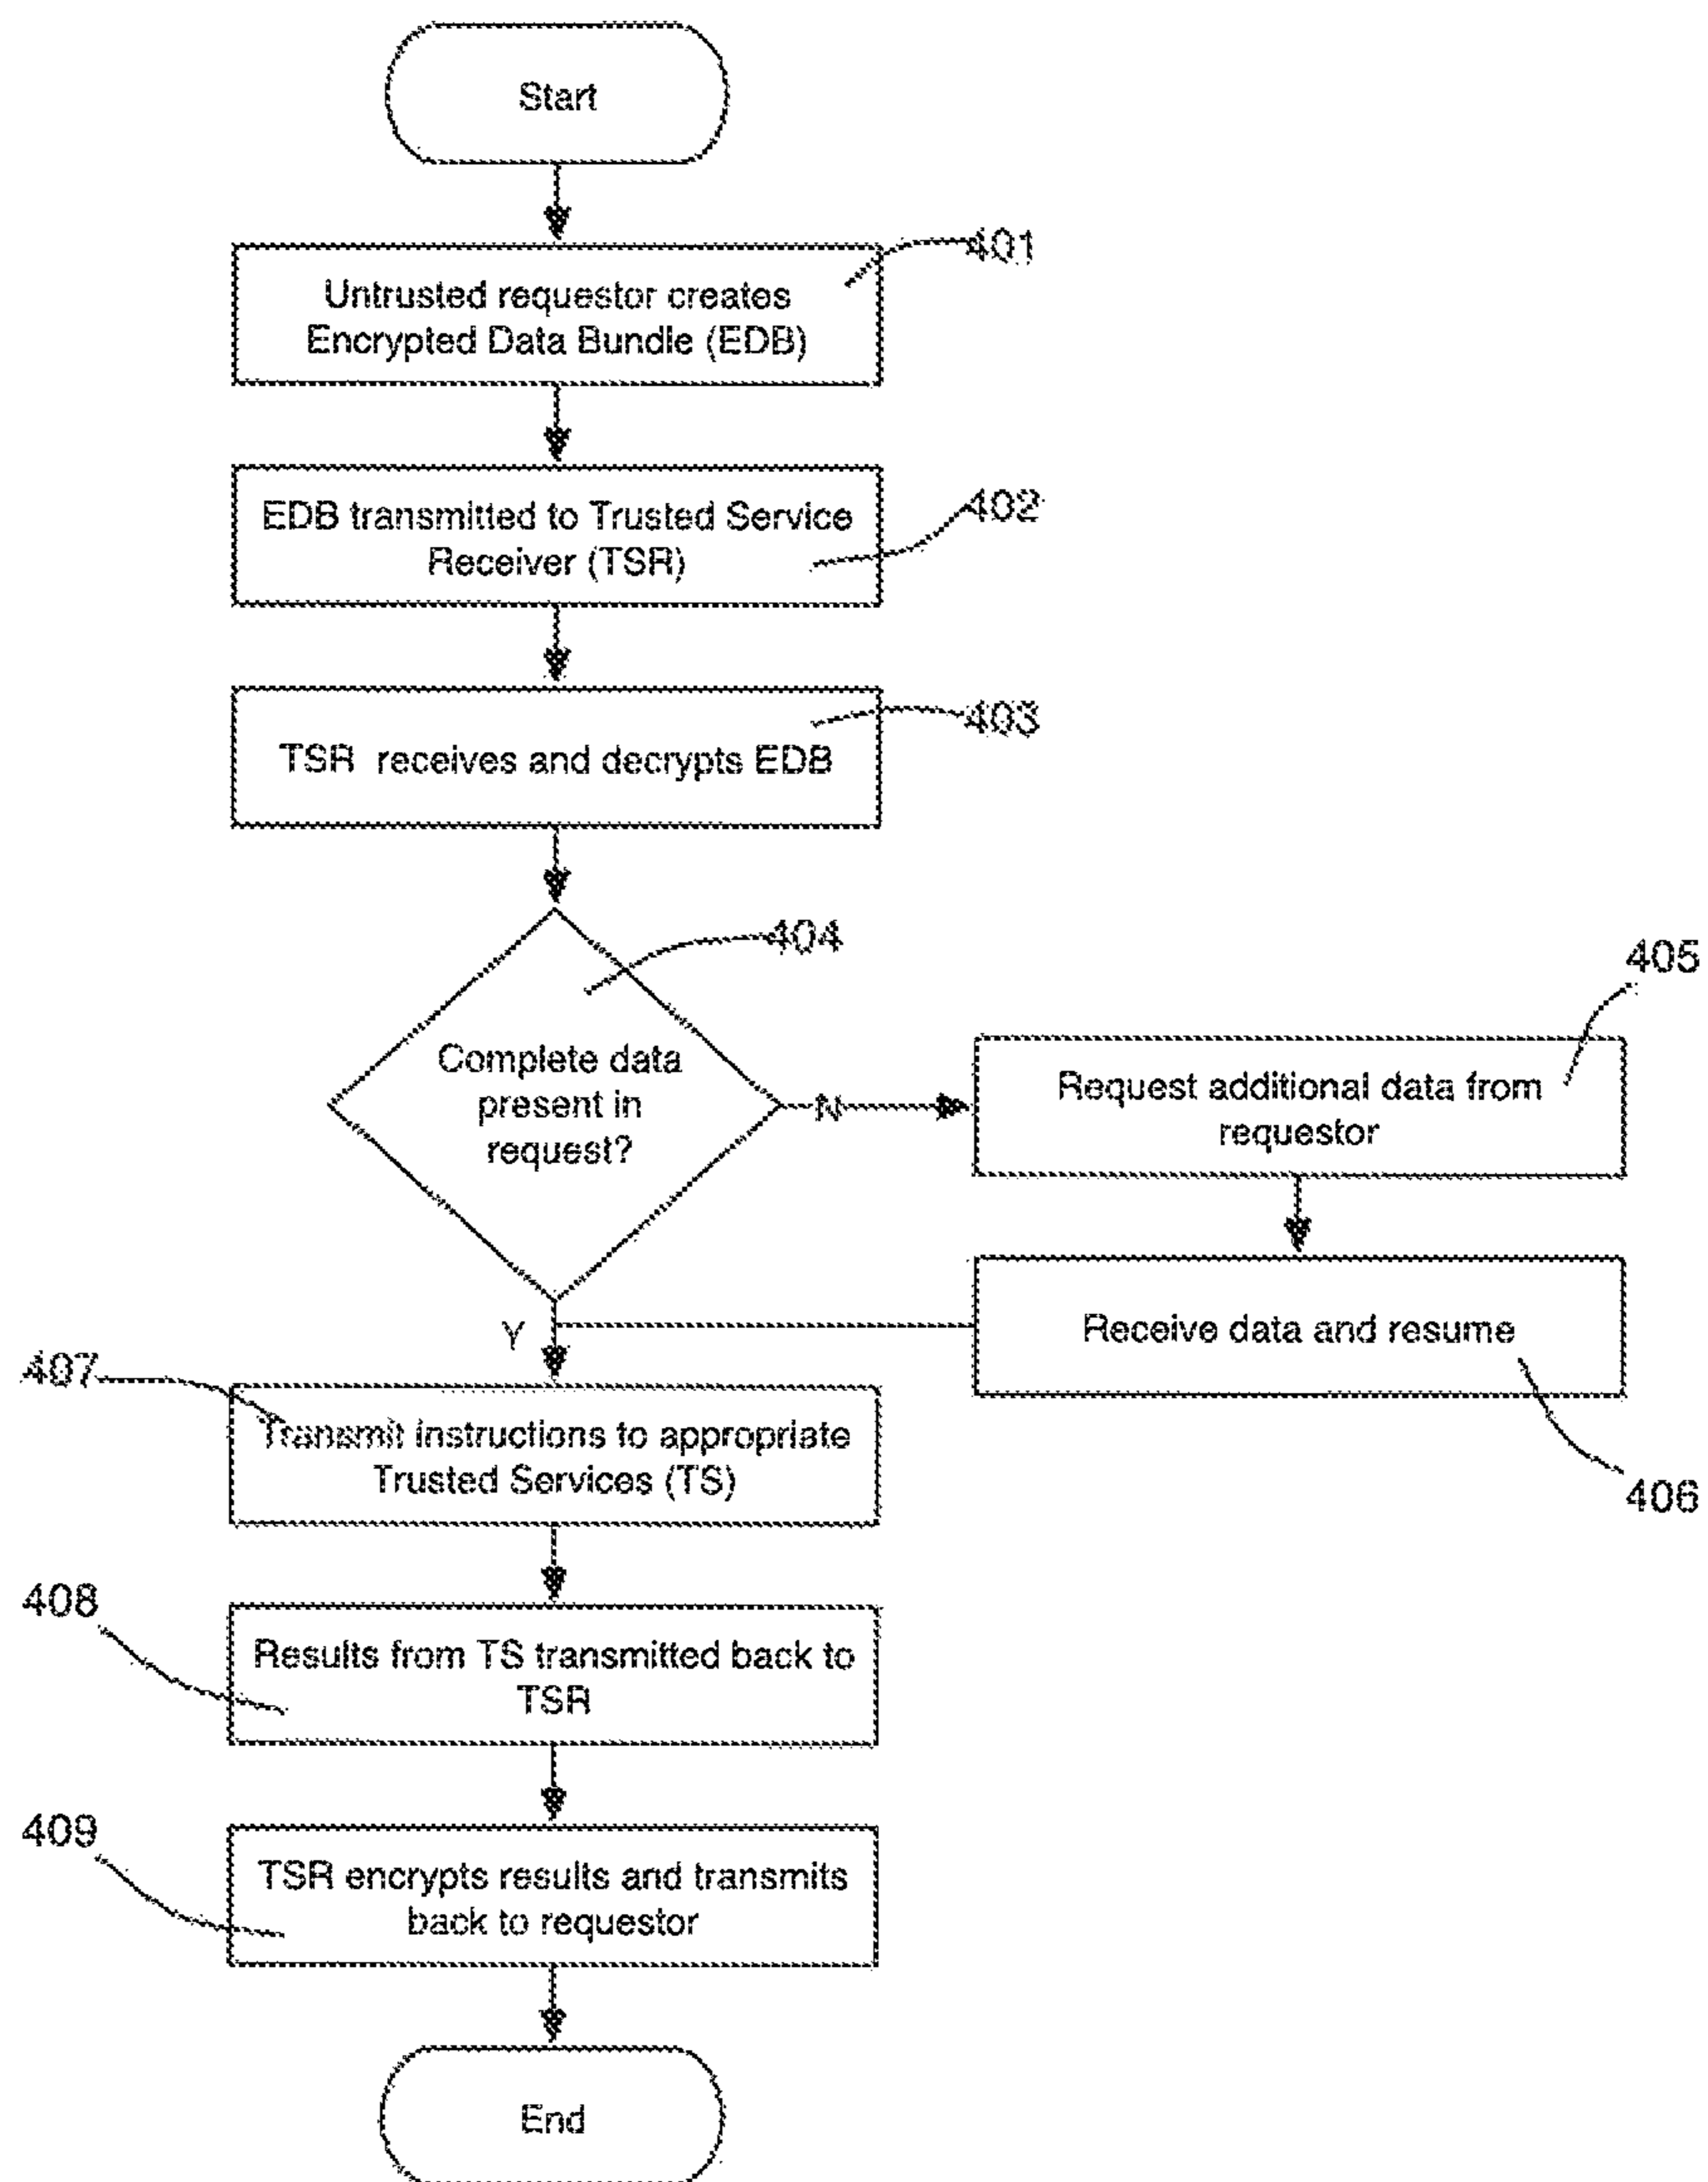 Start
401
Untrusted requestor creates
Encrypted Data Bundle (EDB)
402
EDB transmitted to Trusted Service
Receiver (TSR)
403
TSR receives and decrypts EDB
404
Complete data
present in
request?
N
405
Request additional data from
requestor
Receive data and resume
406
Y
407
Transmit instructions to appropriate
Trusted Services (TS)
408
Results from TS transmitted back to
TSR
409
TSR encrypts results and transmits
back to requestor
End